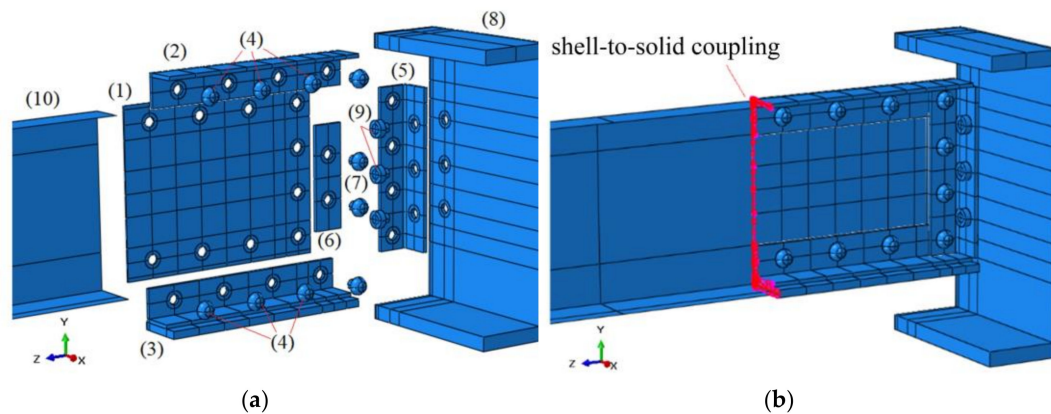 (8)
(2)
(4)
(1)
(5)
(10)
(9)
(7)
(6)
(3)
(4)
Y
Z
X
(a)
shell-to-solid coupling
Y
Z
X
(b)